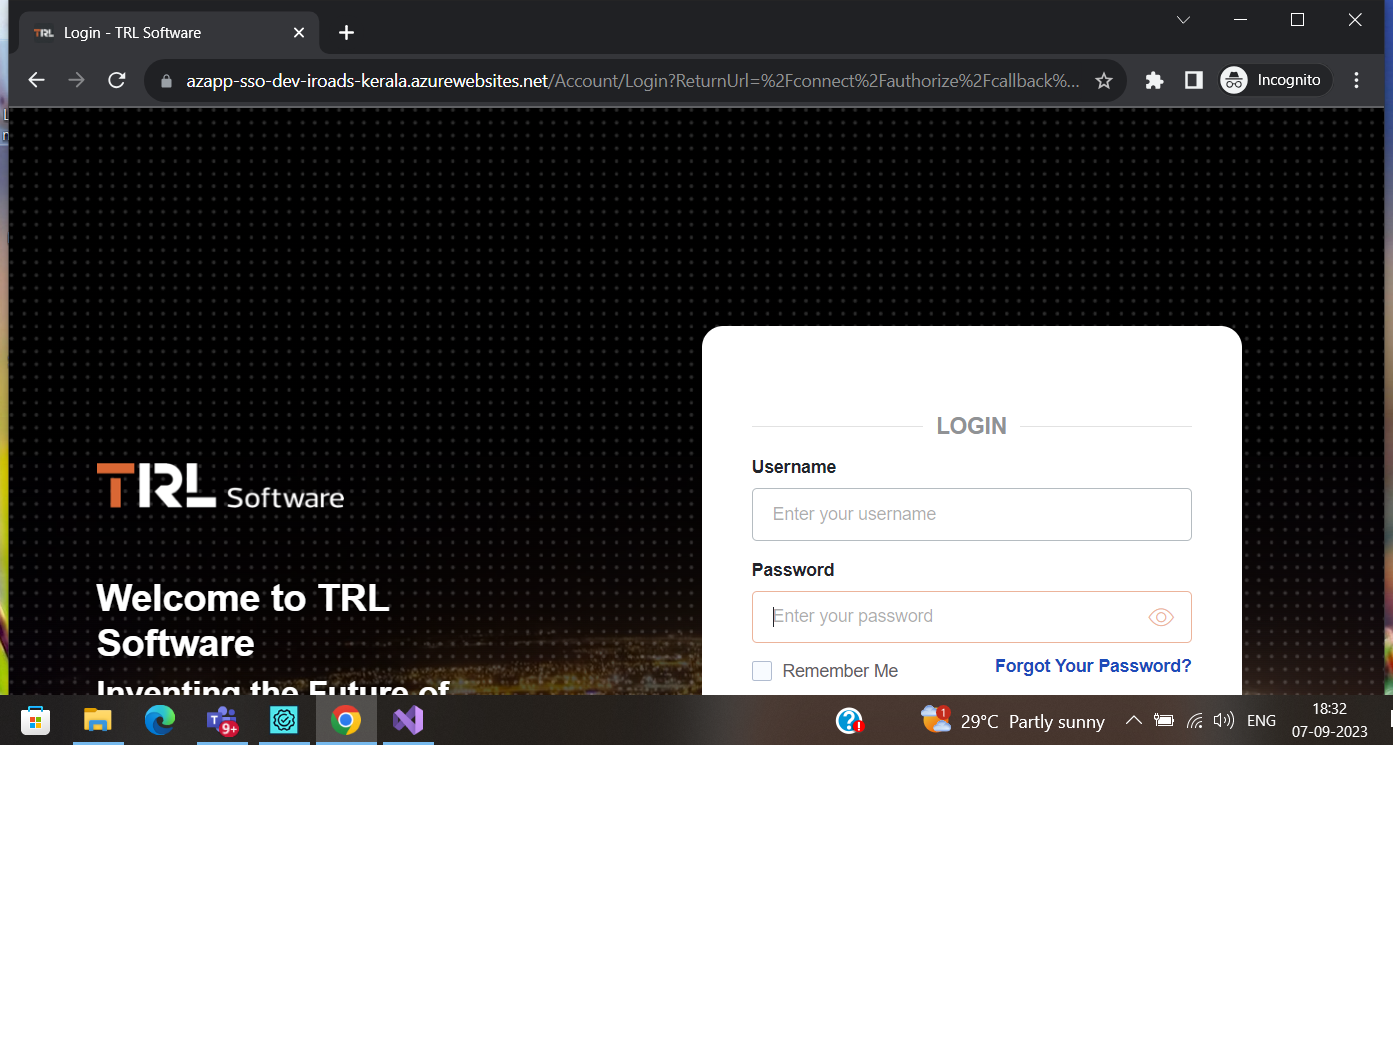 TRL Login - TRL Software
azapp-sso-dev-iroads-kerala.azurewebsites.net/Account/Login?ReturnUrl=%2Fconnect%2Fauthorize%2Fcallback%... Incognito
LOGIN
Username
Enter your username
Password
Enter your password
Remember Me
Forgot Your Password?
TRL Software
Welcome to TRL
Software
Inventing the Future of
T 9+
1 29°C Partly sunny ENG
18:32
07-09-2023